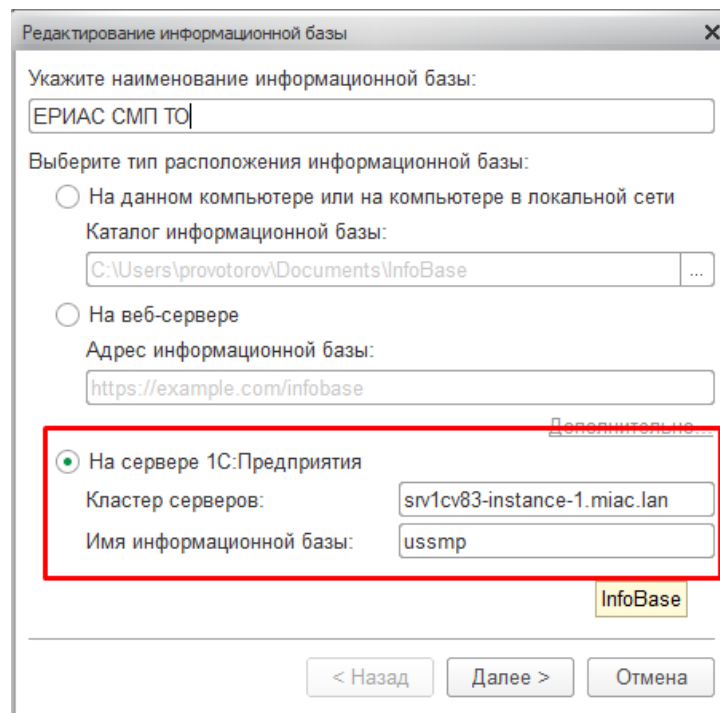 Редактирование информационной базы
Укажите наименование информационной базы:
ЕРИАС СМП ТО
Выберите тип расположения информационной базы:
На данном компьютере или на компьютере в локальной сети
Каталог информационной базы:
C:\Users\provotorov\Documents\InfoBase ...
На веб-сервере
Адрес информационной базы:
https://example.com/infobase
Дополнительно...
На сервере 1С:Предприятия
Кластер серверов: srv1cv83-instance-1.miac.lan
Имя информационной базы: ussmp
InfoBase
< Назад Далее > Отмена